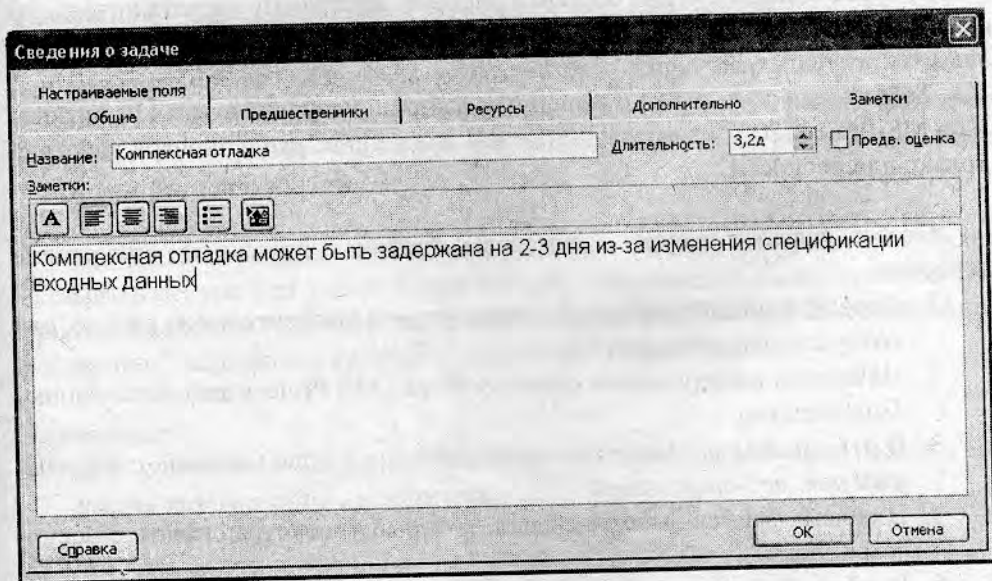 Сведения о задаче
Настраиваемые поля
Общие Предшественники Ресурсы Дополнительно Заметки
Название: Комплексная отладка Длительность: 3,2д Предв. оценка
Заметки:
A
Комплексная отладка может быть задержана на 2-3 дня из-за изменения спецификации
входных данных
Справка ОК Отмена